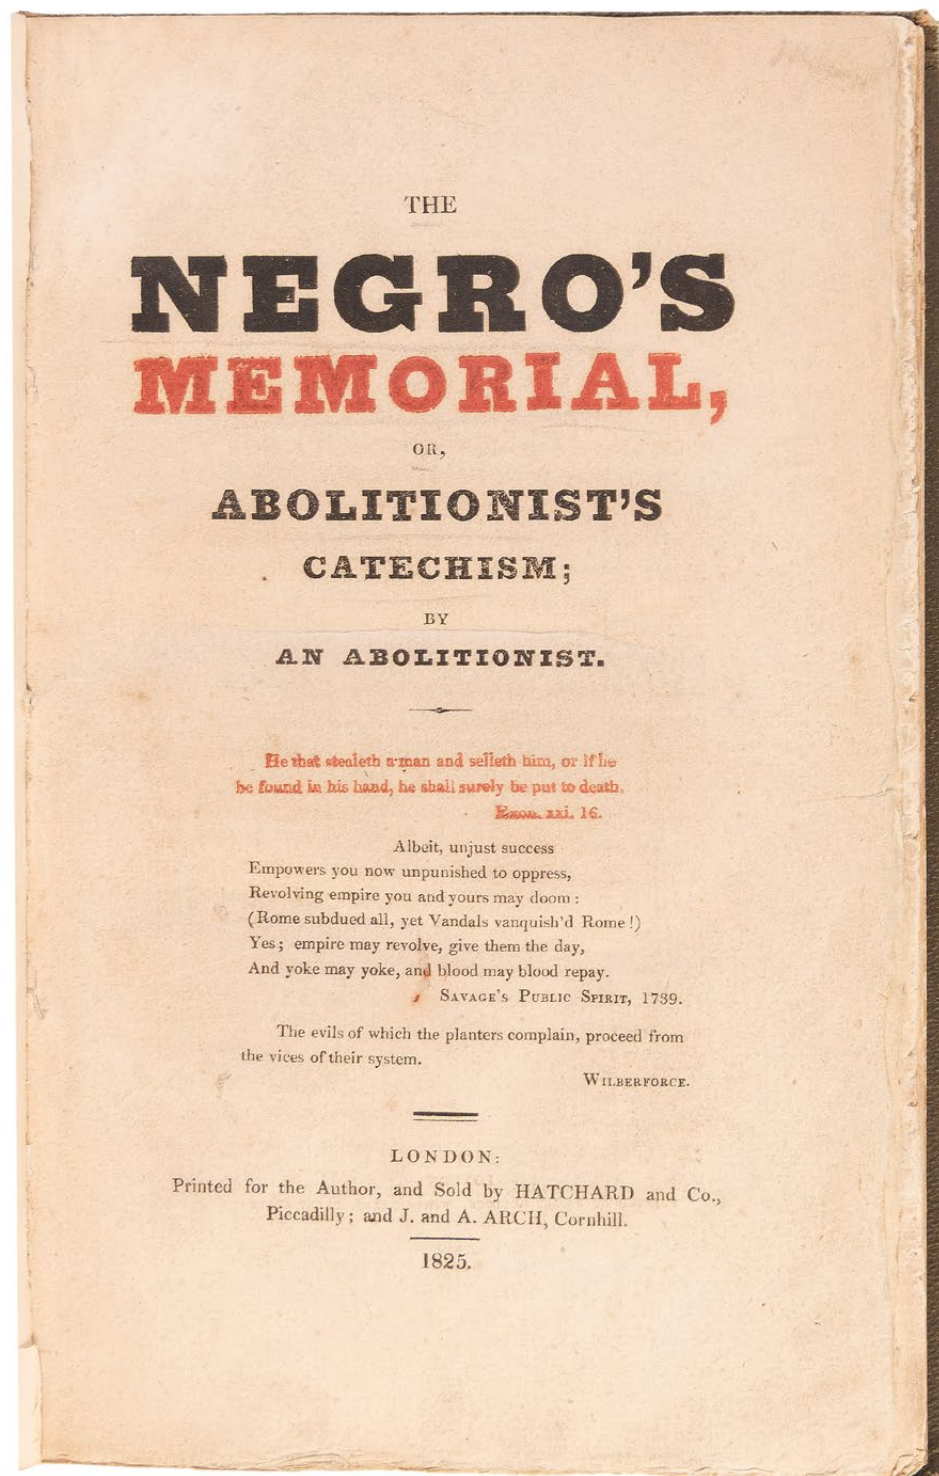 THE
NEGRO'S
MEMORIAL,
OR,
ABOLITIONIST'S
CATECHISM;
BY
AN ABOLITIONIST.
He that stealeth a man and selleth him, or if he
be found in his hand, he shall surely be put to death.
Exod. xxi. 16.
Albeit, unjust success
Empowers you now unpunished to oppress,
Revolving empire you and yours may doom:
(Rome subdued all, yet Vandals vanquish'd Rome!)
Yes; empire may revolve, give them the day,
And yoke may yoke, and blood may blood repay.
SAVAGE'S PUBLIC SPIRIT, 1739.
The evils of which the planters complain, proceed from
the vices of their system.
WILBERFORCE.
LONDON:
Printed for the Author, and Sold by HATCHARD and Co.,
Piccadilly; and J. and A. ARCH, Cornhill.
1825.